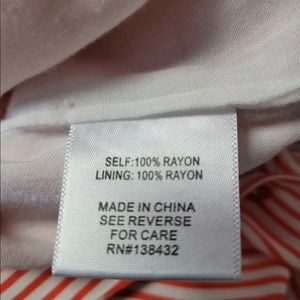 SELF:100% RAYON
LINING: 100% RAYON
MADE IN CHINA
SEE REVERSE
FOR CARE
RN#138432